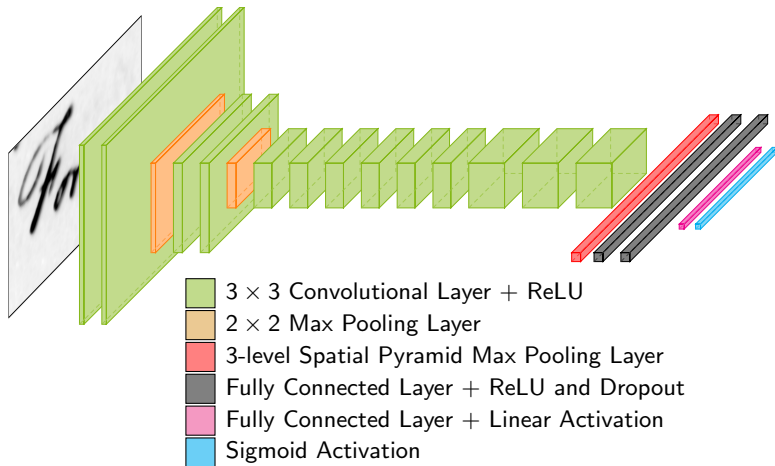 3 × 3 Convolutional Layer + ReLU
2 × 2 Max Pooling Layer
3-level Spatial Pyramid Max Pooling Layer
Fully Connected Layer + ReLU and Dropout
Fully Connected Layer + Linear Activation
Sigmoid Activation